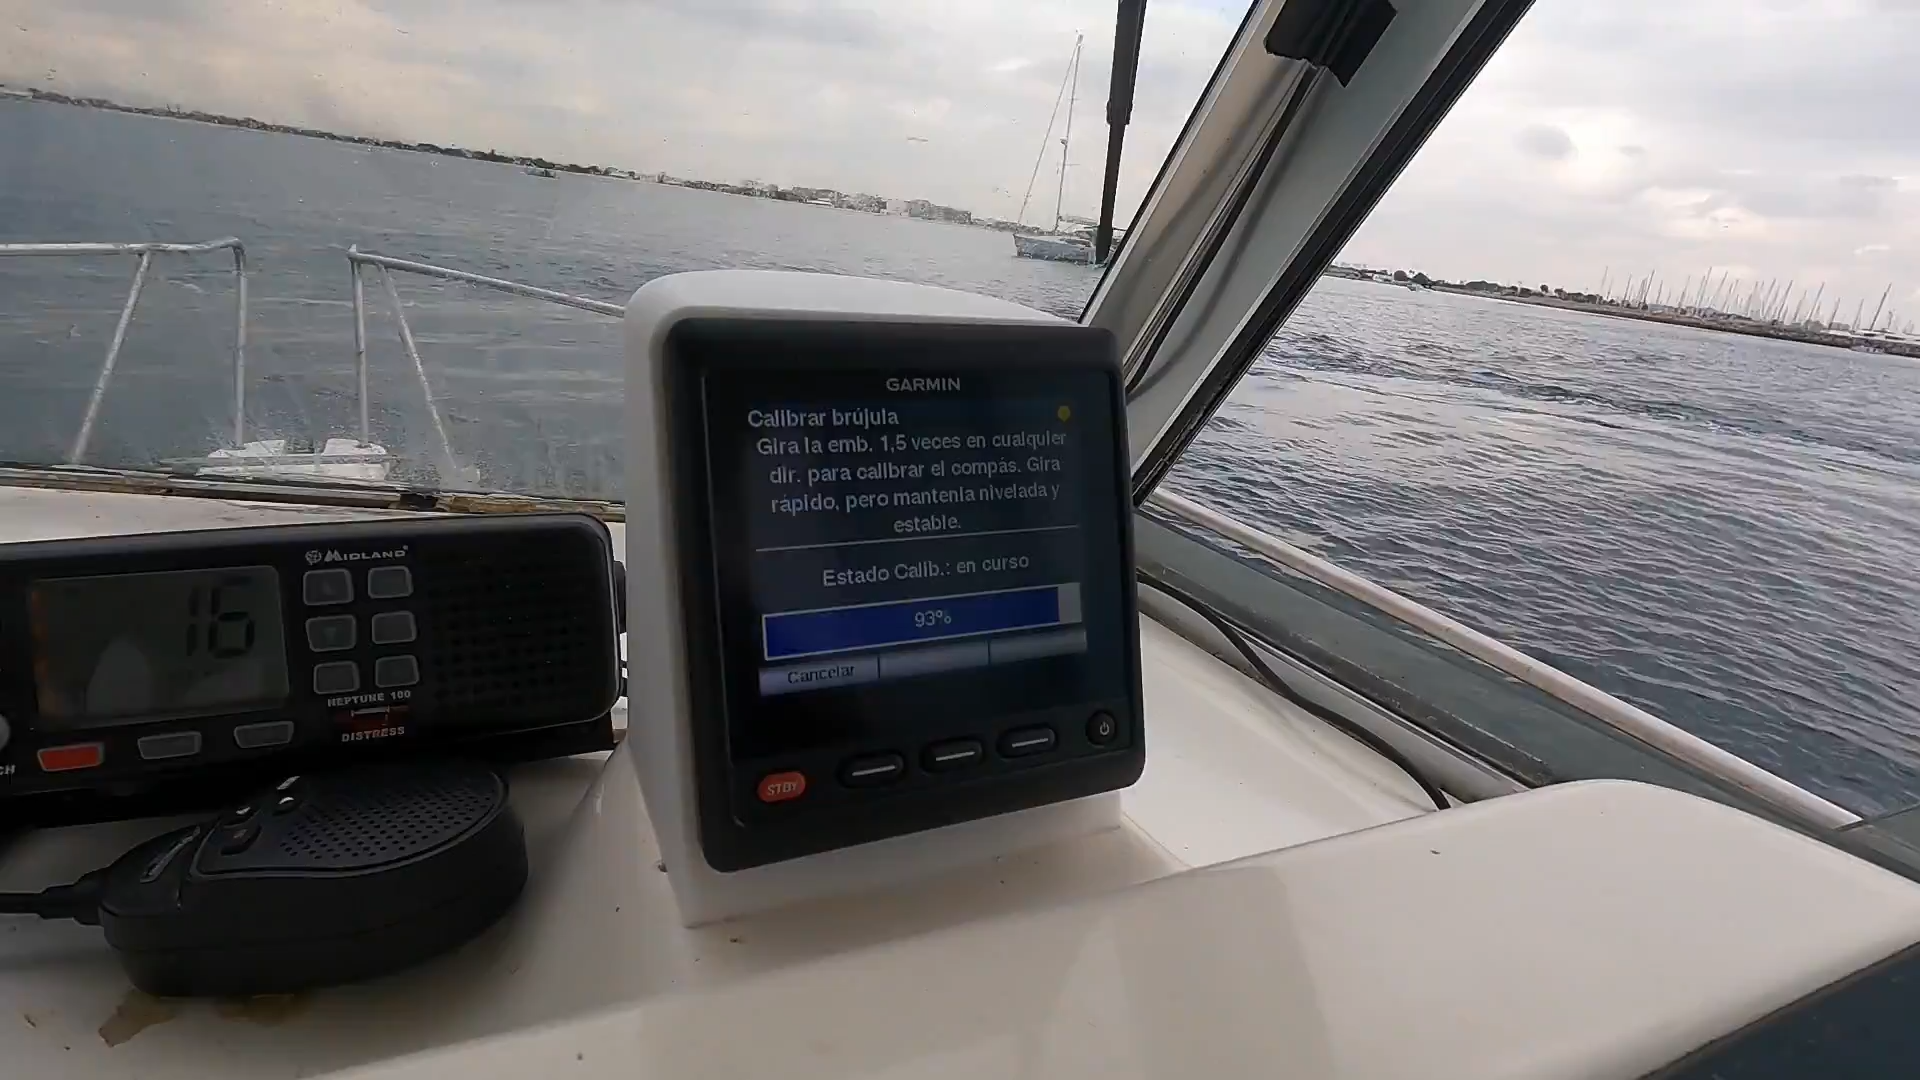 GARMIN
Calibrar brújula
Gira la emb. 1,5 veces en cualquier
dir. para calibrar el compás. Gira
rápido, pero mantenla nivelada y
estable.
Estado Calib.: en curso
93%
Cancelar
STBY
MIDLAND
16
NEPTUNE 100
DISTRESS
CH